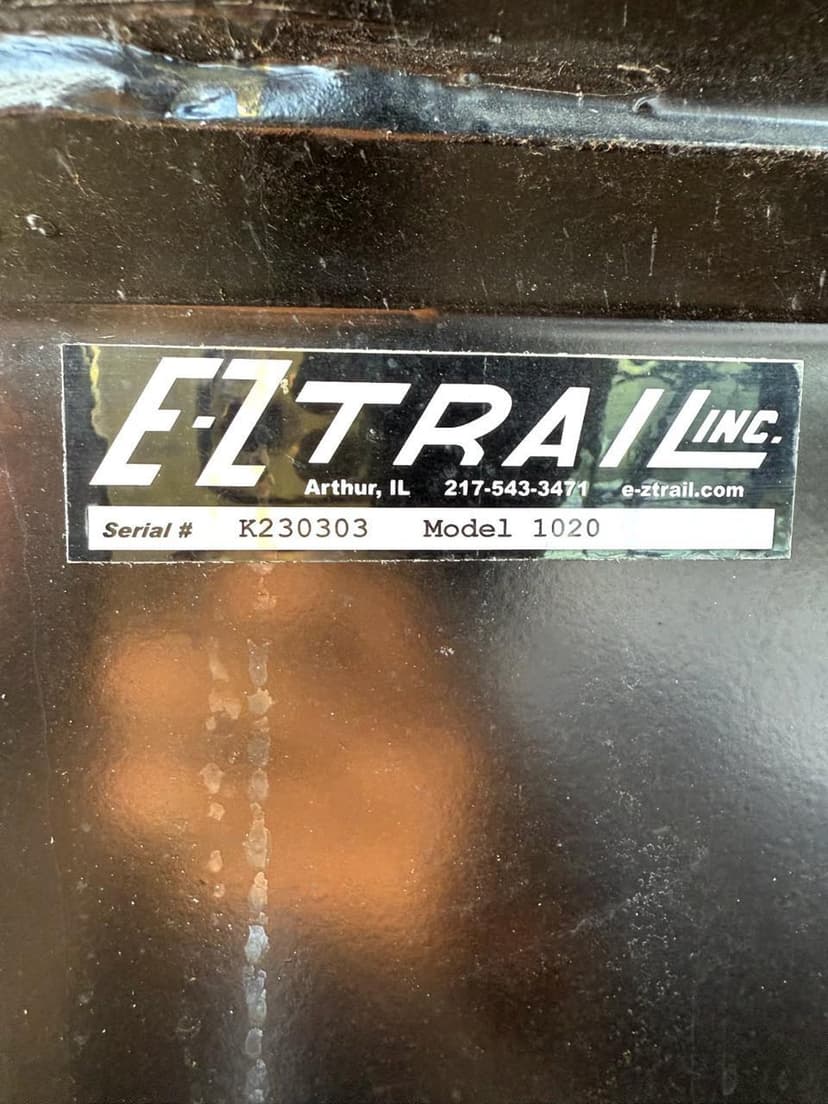 E-Z TRAIL INC.
Arthur, IL 217-543-3471 e-ztrail.com
Serial # K230303 Model 1020